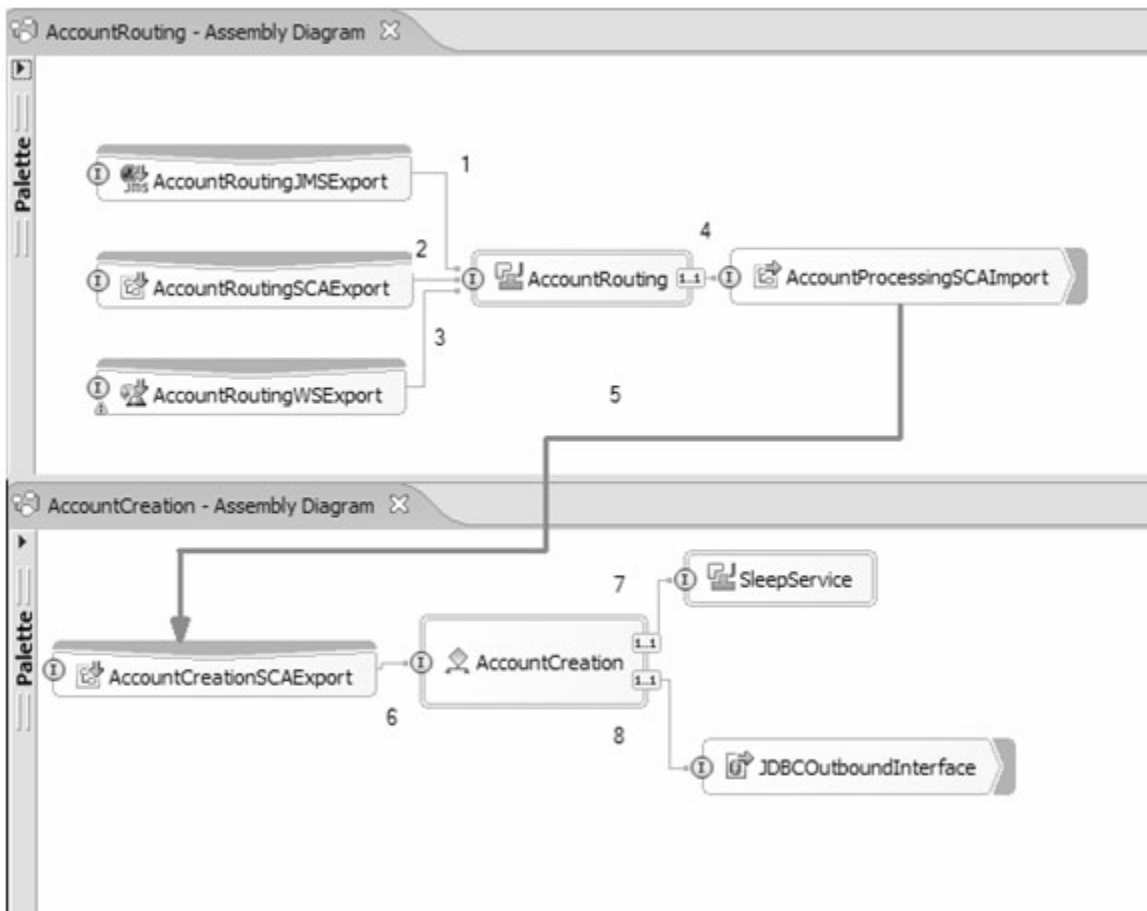 AccountRouting - Assembly Diagram
Palette
1
I Jms AccountRoutingJMSExport
2
4
I AccountRoutingSCAExport
I AccountRouting 1..1
I AccountProcessingSCAImport
3
I AccountRoutingWSExport
5
AccountCreation - Assembly Diagram
Palette
7
I SleepService
I AccountCreationSCAExport
I AccountCreation 1..1
1..1
6
8
I JDBCOutboundInterface